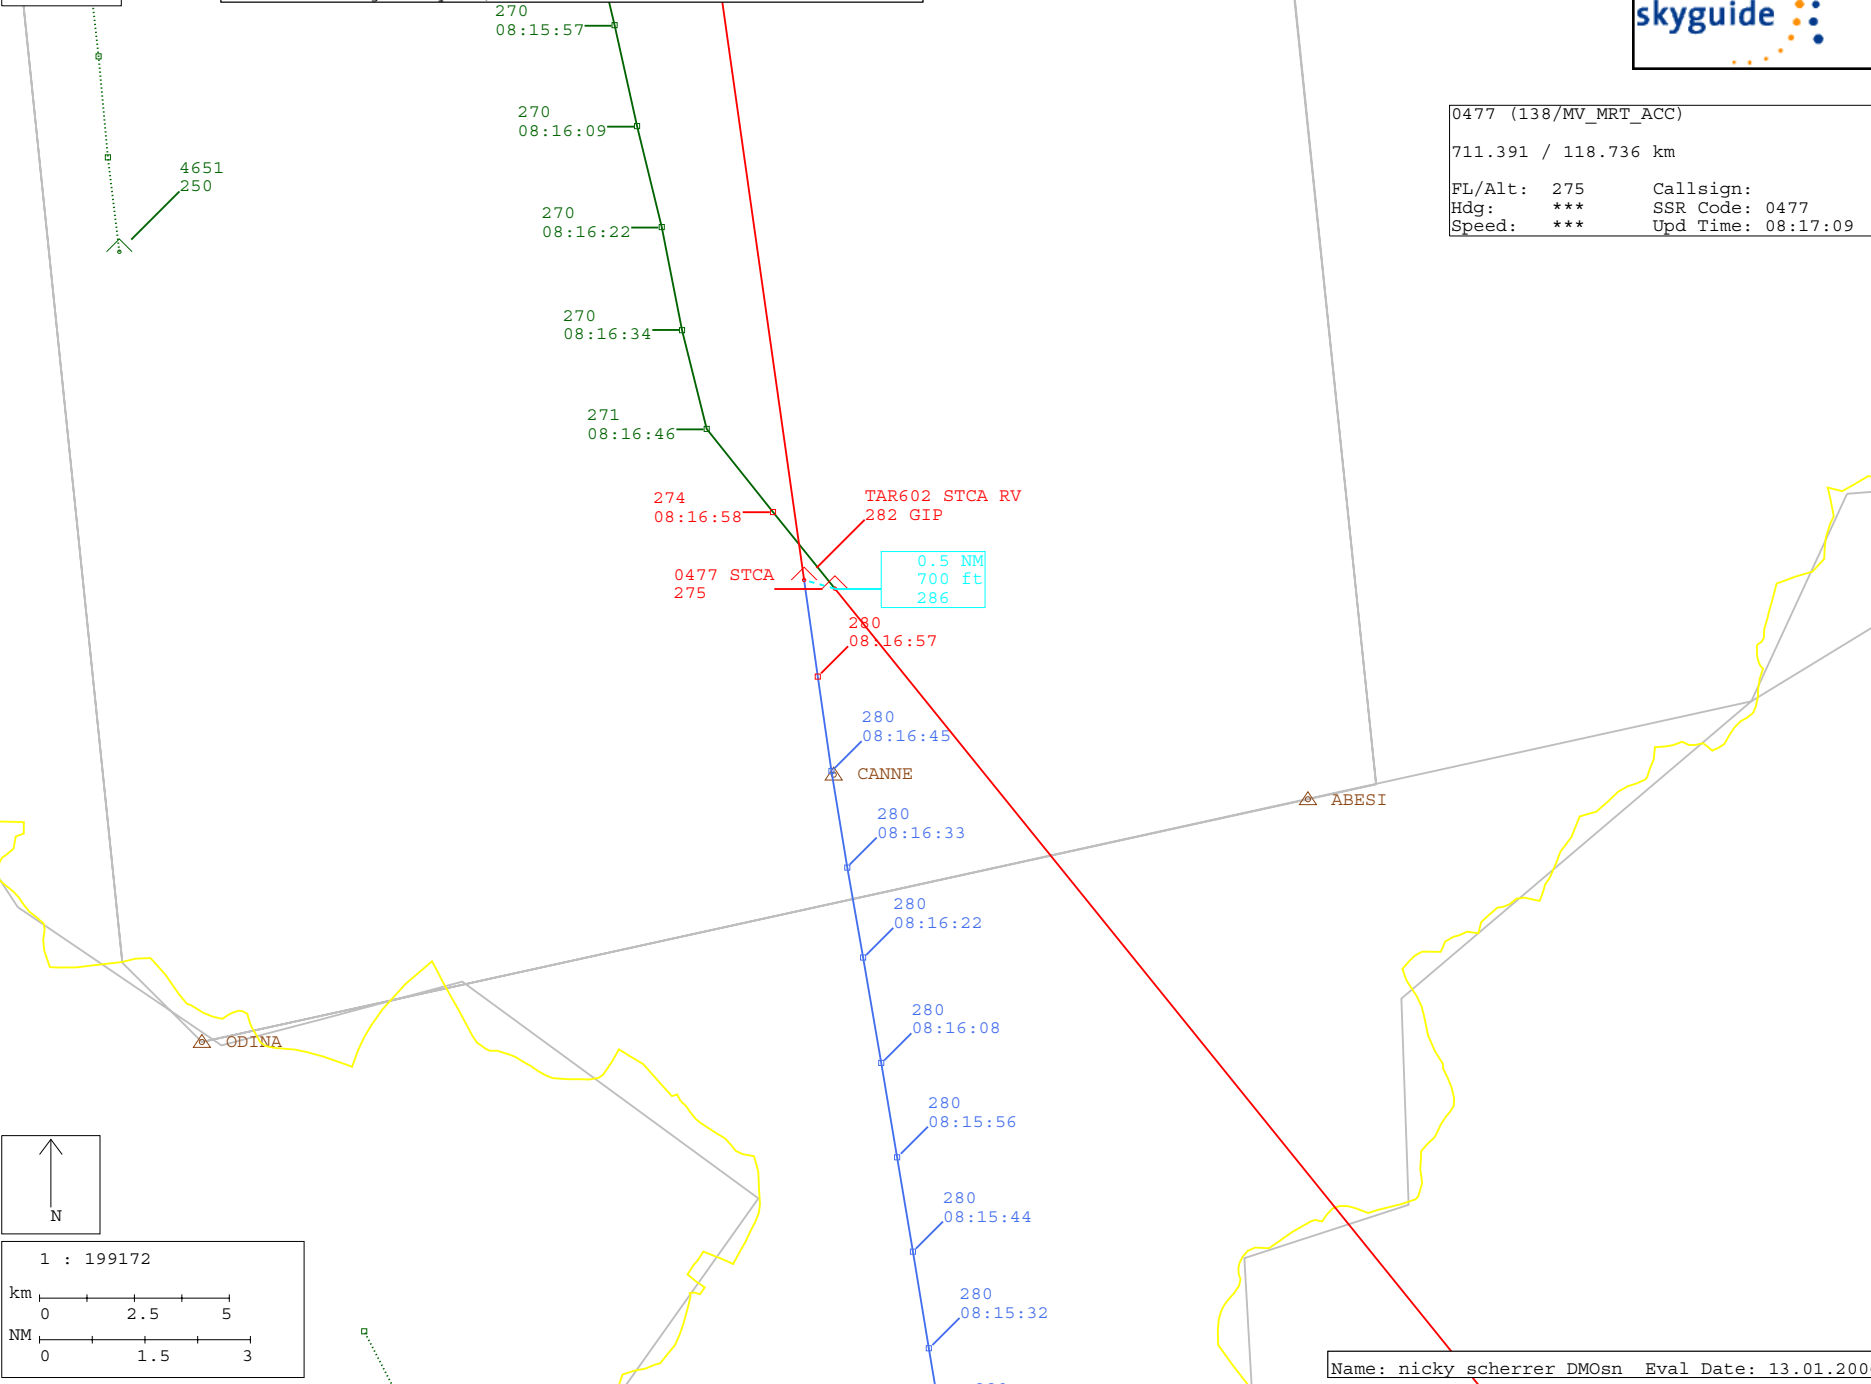 skyguide
270
08:15:57
270
08:16:09
0477 (138/MV_MRT_ACC)
711.391 / 118.736 km
FL/Alt: 275 Callsign:
Hdg: *** SSR Code: 0477
Speed: *** Upd Time: 08:17:09
4651
250
270
08:16:22
270
08:16:34
271
08:16:46
274
08:16:58
TAR602 STCA RV
282 GIP
0.5 NM
700 ft
286
0477 STCA
275
280
08:16:57
280
08:16:45
CANNE
ABESI
280
08:16:33
280
08:16:22
280
08:16:08
ODINA
280
08:15:56
280
08:15:44
280
08:15:32
N
1 : 199172
km
0 2.5 5
NM
0 1.5 3
Name: nicky scherrer DMOsn Eval Date: 13.01.200